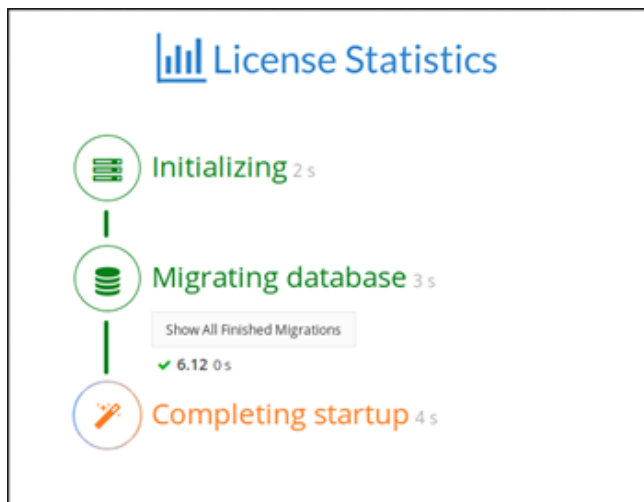 License Statistics
Initializing 2 s
Migrating database 3 s
Show All Finished Migrations
6.12 0 s
Completing startup 4 s